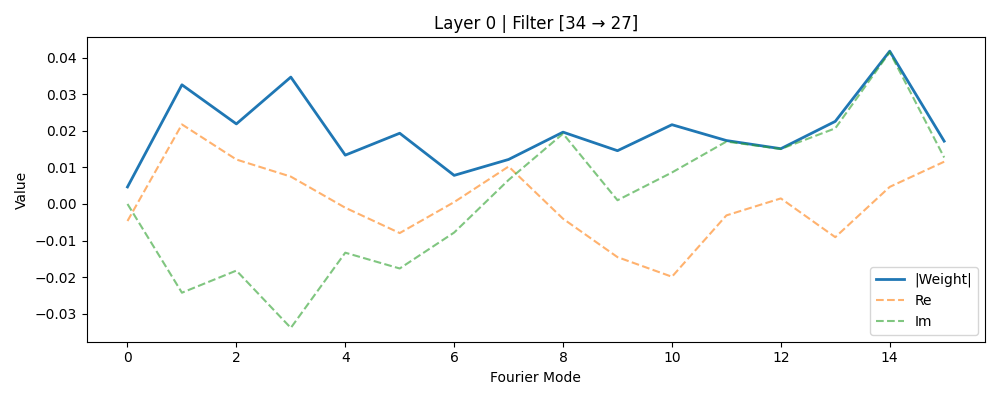 Layer 0 | Filter [34 → 27]
Value
0.04
0.03
0.02
0.01
0.00
−0.01
−0.02
−0.03
0 2 4 6 8 10 12 14
Fourier Mode
|Weight|
Re
Im